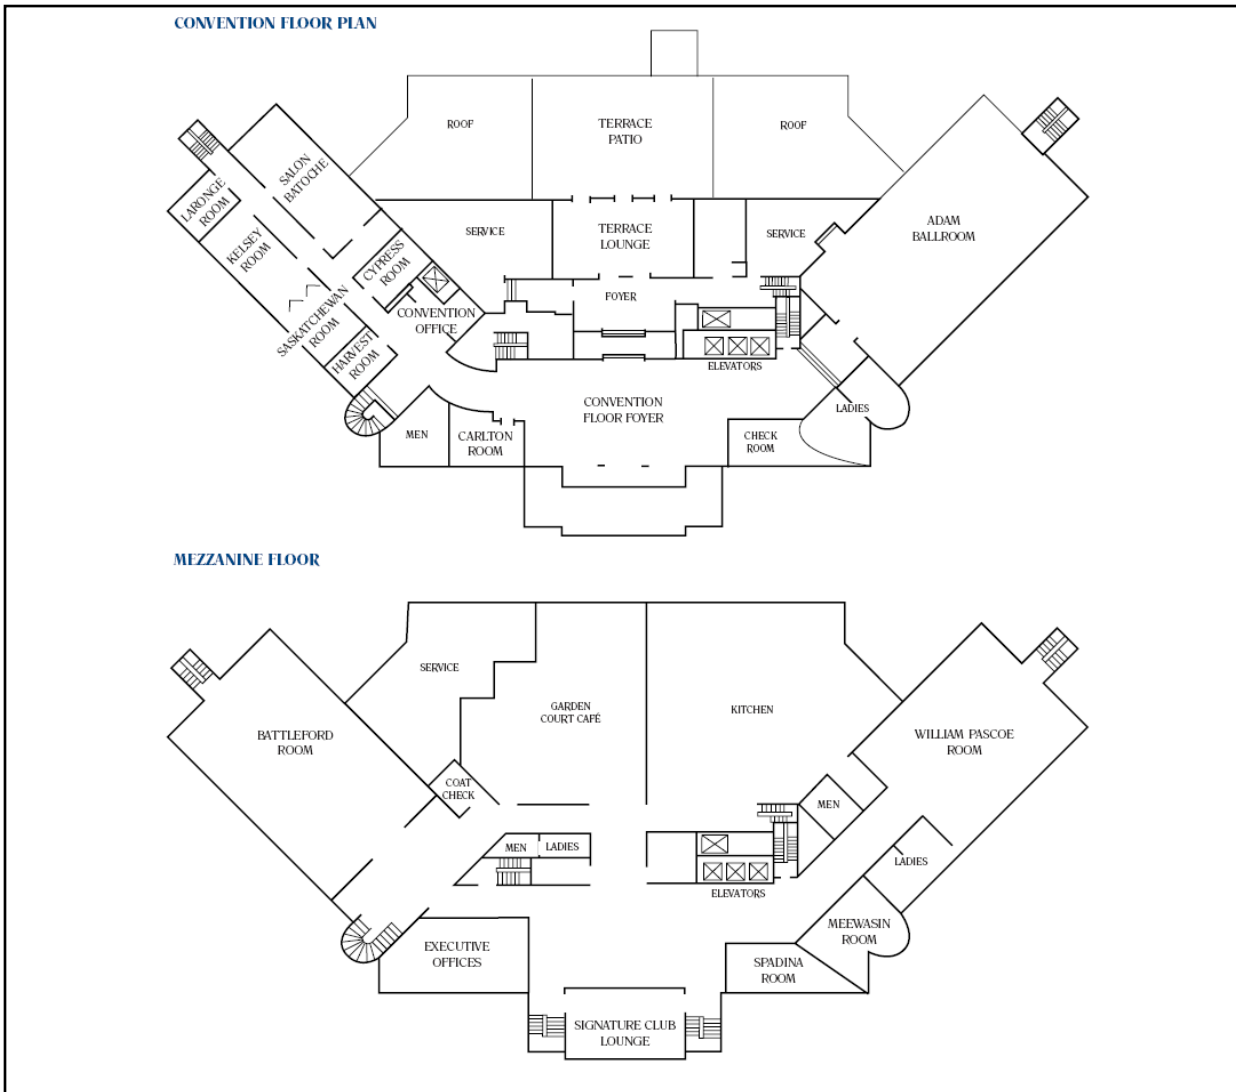 CONVENTION FLOOR PLAN
ROOF
TERRACE
PATIO
ROOF
SALON
BATOCHE
LARONGE
ROOM
KELSEY
ROOM
SERVICE
TERRACE
LOUNGE
SERVICE
ADAM
BALLROOM
CYPRESS
ROOM
FOYER
SASKATCHEWAN
ROOM
CONVENTION
OFFICE
HARVEST
ROOM
ELEVATORS
CONVENTION
FLOOR FOYER
LADIES
MEN
CARLTON
ROOM
CHECK
ROOM
MEZZANINE FLOOR
SERVICE
GARDEN
COURT CAFÉ
KITCHEN
BATTLEFORD
ROOM
WILLIAM PASCOE
ROOM
COAT
CHECK
MEN
MEN
LADIES
LADIES
ELEVATORS
MEEWASIN
ROOM
EXECUTIVE
OFFICES
SPADINA
ROOM
SIGNATURE CLUB
LOUNGE